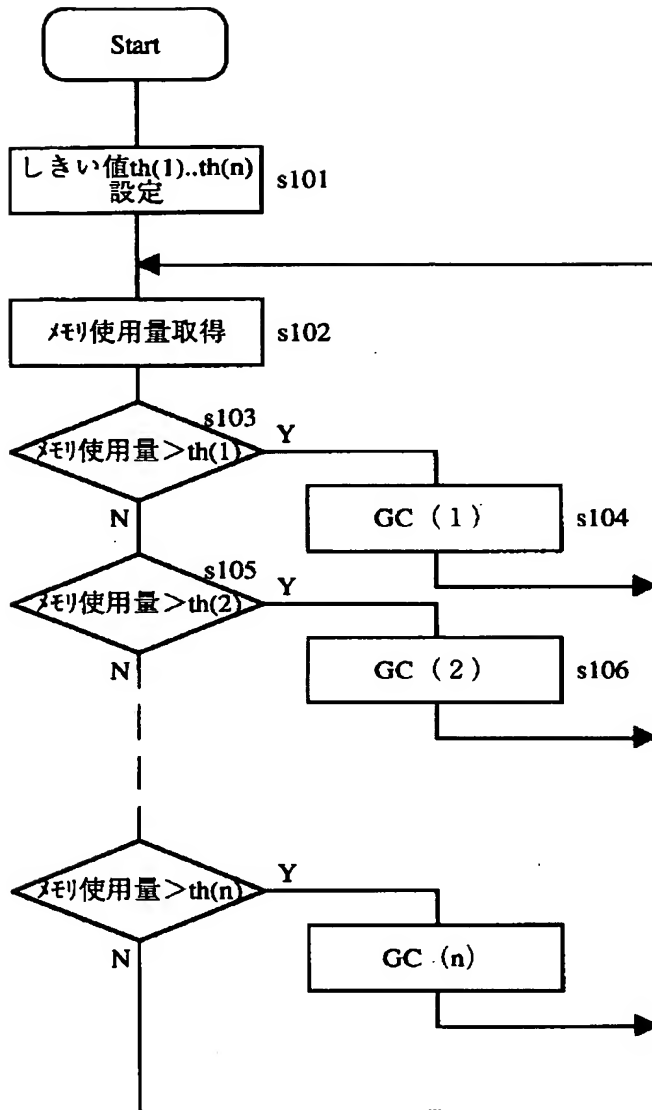 Start
しきい値th(1)..th(n)
設定
s101
ﾒﾓﾘ使用量取得
s102
s103
ﾒﾓﾘ使用量＞th(1)
Y
N
GC（1）
s104
s105
ﾒﾓﾘ使用量＞th(2)
Y
N
GC（2）
s106
ﾒﾓﾘ使用量＞th(n)
Y
N
GC（n）